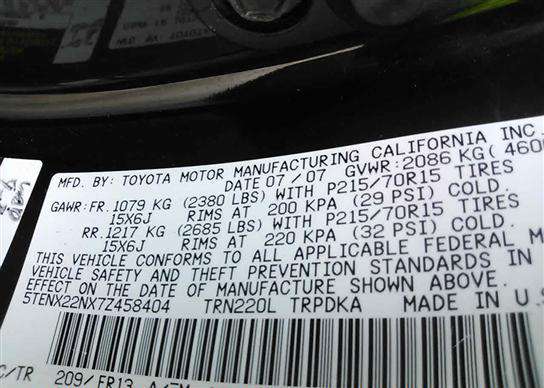 MFD. BY: TOYOTA MOTOR MANUFACTURING CALIFORNIA INC.
DATE 07/07 GVWR: 2086 KG( 460
GAWR: FR. 1079 KG (2380 LBS) WITH P215/70R15 TIRES
15X6J RIMS AT 200 KPA (29 PSI) COLD.
RR. 1217 KG (2685 LBS) WITH P215/70R15 TIRES
15X6J RIMS AT 220 KPA (32 PSI) COLD.
THIS VEHICLE CONFORMS TO ALL APPLICABLE FEDERAL M
VEHICLE SAFETY AND THEFT PREVENTION STANDARDS IN
EFFECT ON THE DATE OF MANUFACTURE SHOWN ABOVE.
5TENX22NX7Z458404 TRN220L TRPDKA MADE IN U.S
C/TR 209/FR13